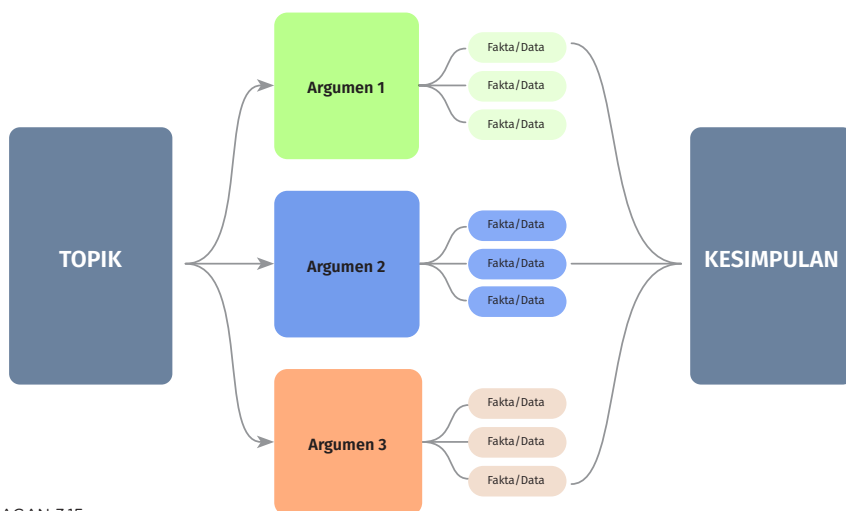 TOPIK
Argumen 1
Fakta/Data
Fakta/Data
Fakta/Data
Argumen 2
Fakta/Data
Fakta/Data
Fakta/Data
Argumen 3
Fakta/Data
Fakta/Data
Fakta/Data
KESIMPULAN